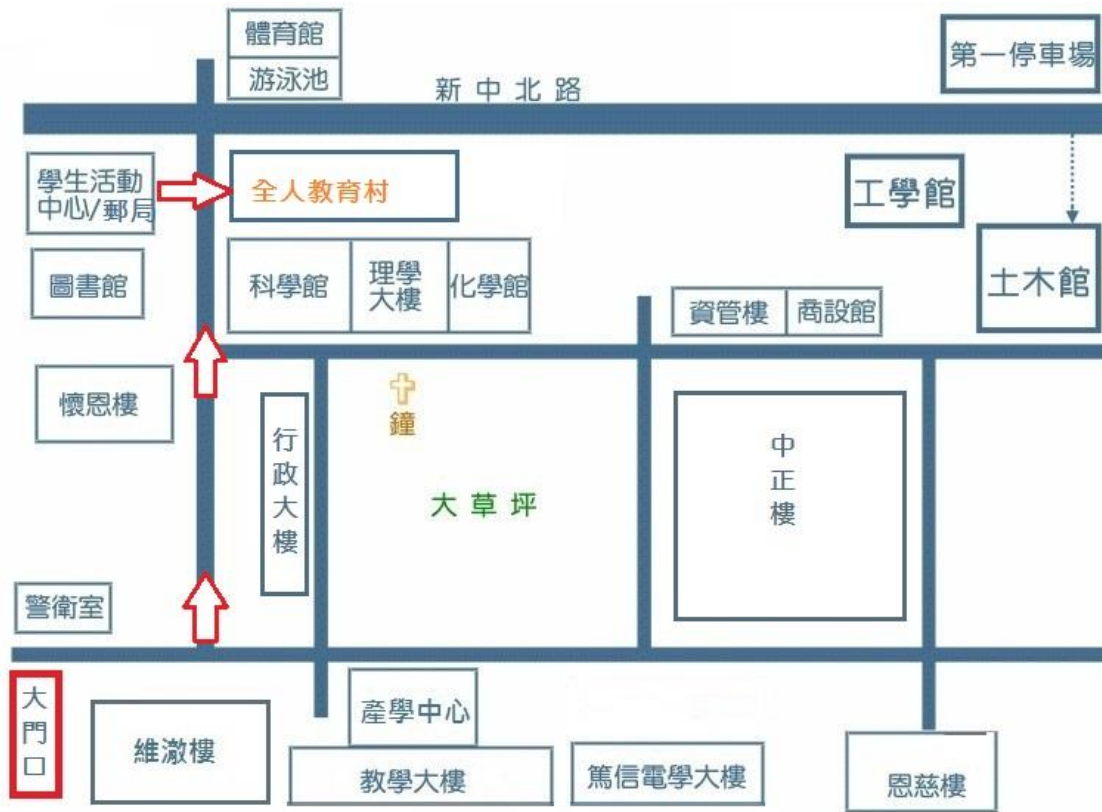 體育館
游泳池
新中北路
第一停車場
學生活動
中心/郵局
全人教育村
工學館
圖書館
科學館
理學
大樓
化學館
土木館
資管樓
商設館
懷恩樓
鐘
行政大樓
大草坪
中正樓
警衛室
大門口
維澈樓
產學中心
教學大樓
篤信電學大樓
恩慈樓